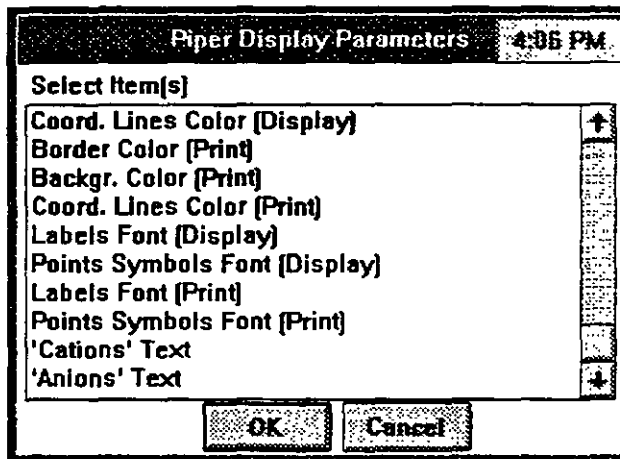 Piper Display Parameters 4:06 PM
Select Item(s)
Coord. Lines Color (Display)
Border Color (Print)
Backgr. Color (Print)
Coord. Lines Color (Print)
Labels Font (Display)
Points Symbols Font (Display)
Labels Font (Print)
Points Symbols Font (Print)
'Cations' Text
'Anions' Text
OK Cancel